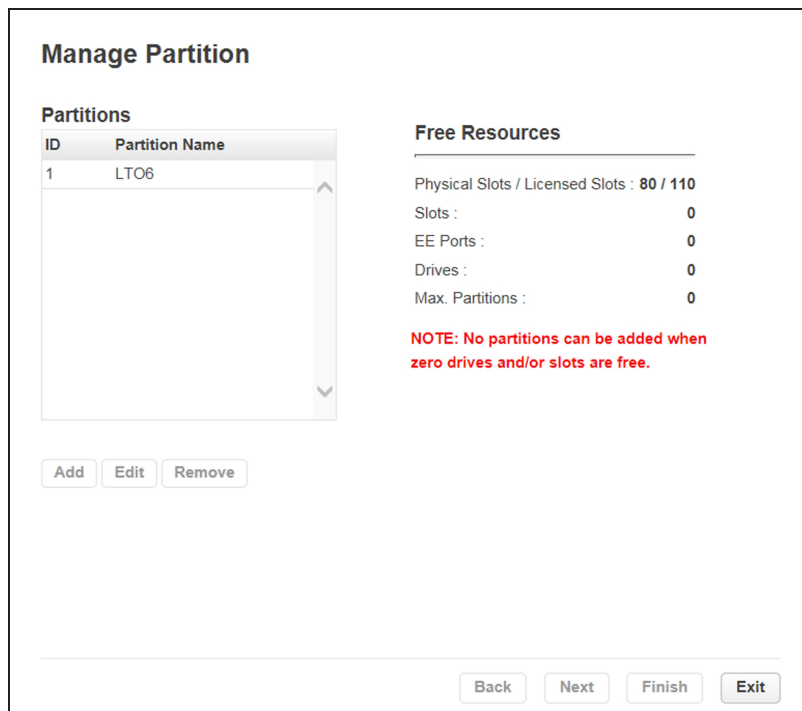 Manage Partition
Partitions
ID Partition Name
1 LTO6
Free Resources
Physical Slots / Licensed Slots : 80 / 110
Slots : 0
EE Ports : 0
Drives : 0
Max. Partitions : 0
NOTE: No partitions can be added when
zero drives and/or slots are free.
Add Edit Remove
Back Next Finish Exit